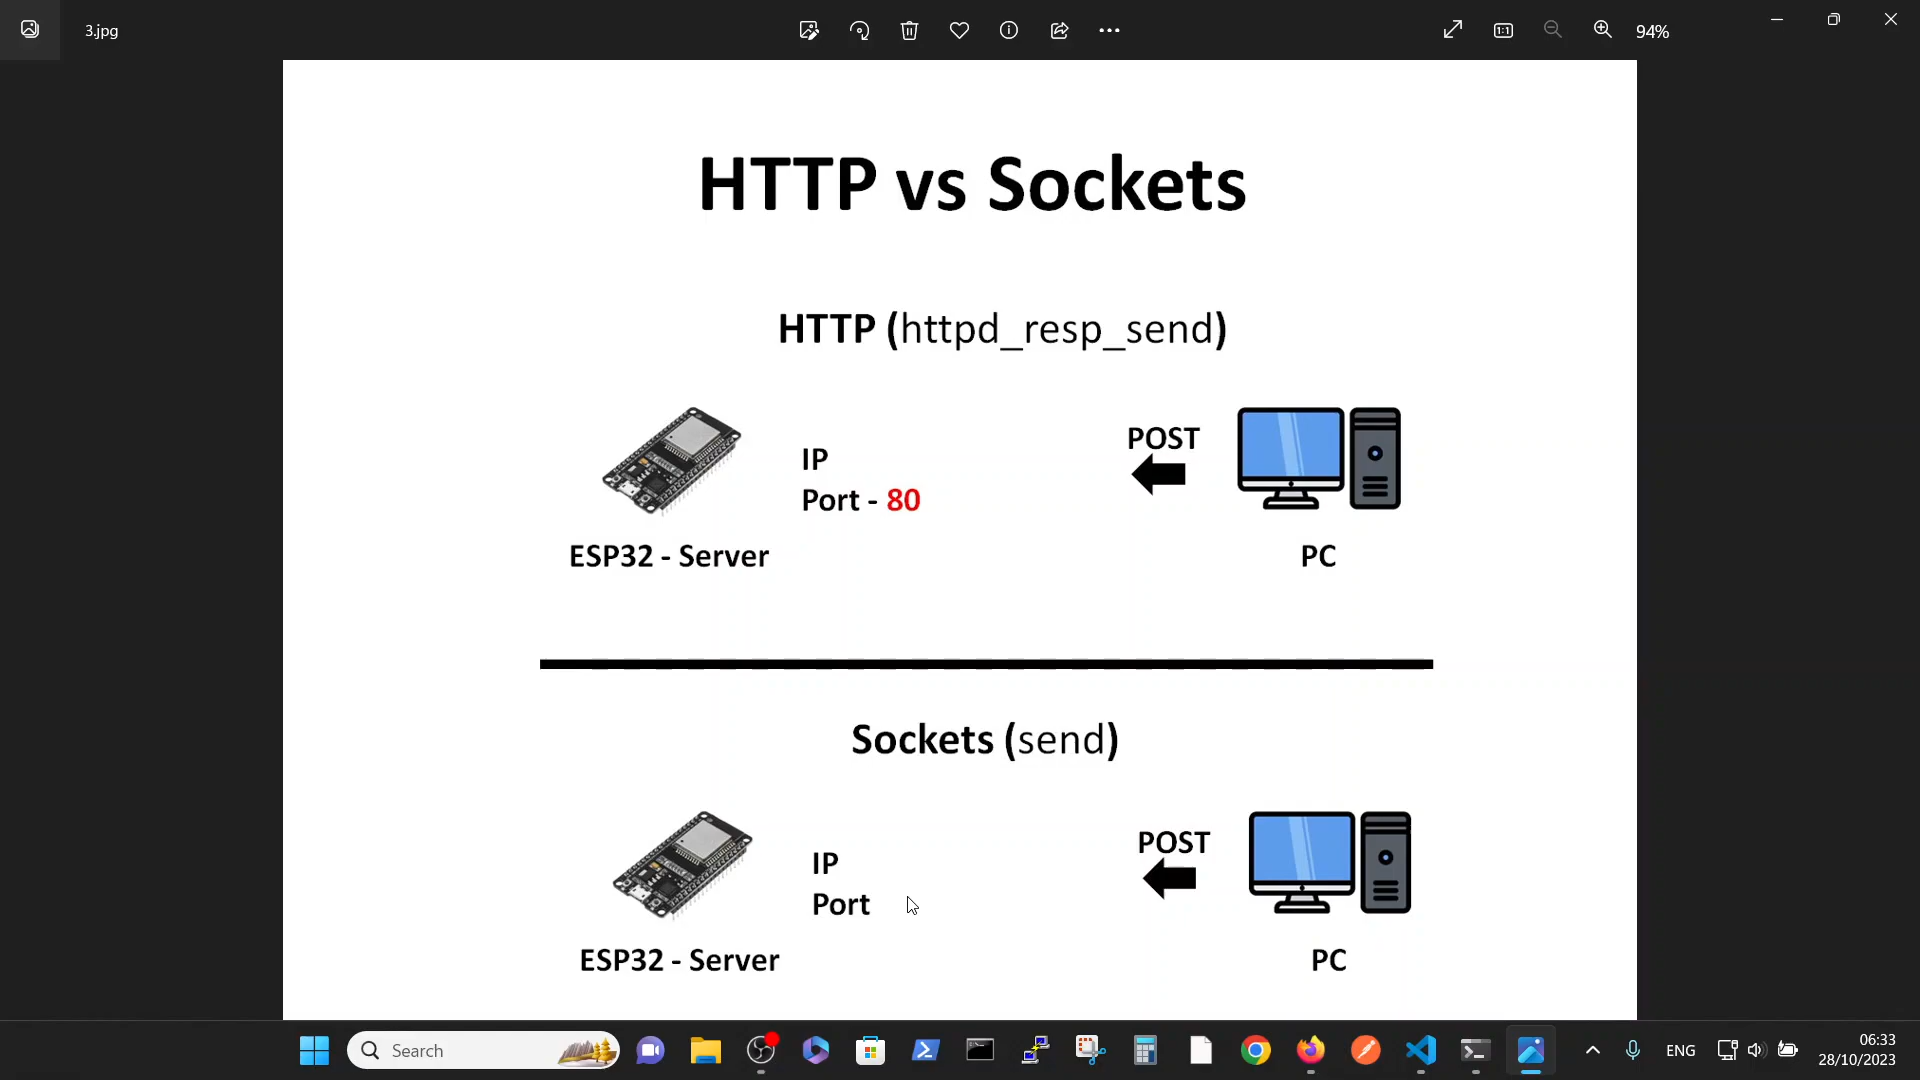 3.jpg
94%
HTTP vs Sockets
HTTP (httpd_resp_send)
IP
Port - 80
POST
ESP32 - Server
PC
Sockets (send)
IP
Port
POST
ESP32 - Server
PC
Search
ENG
06:33
28/10/2023